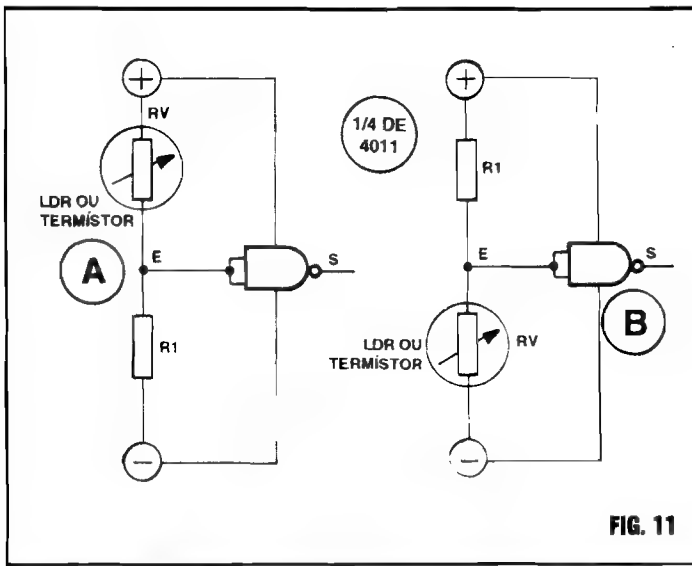 +
RV
LDR OU
TERMÍSTOR
A
E
S
R1
−
1/4 DE
4011
+
R1
E
S
B
LDR OU
TERMÍSTOR
RV
−
FIG. 11